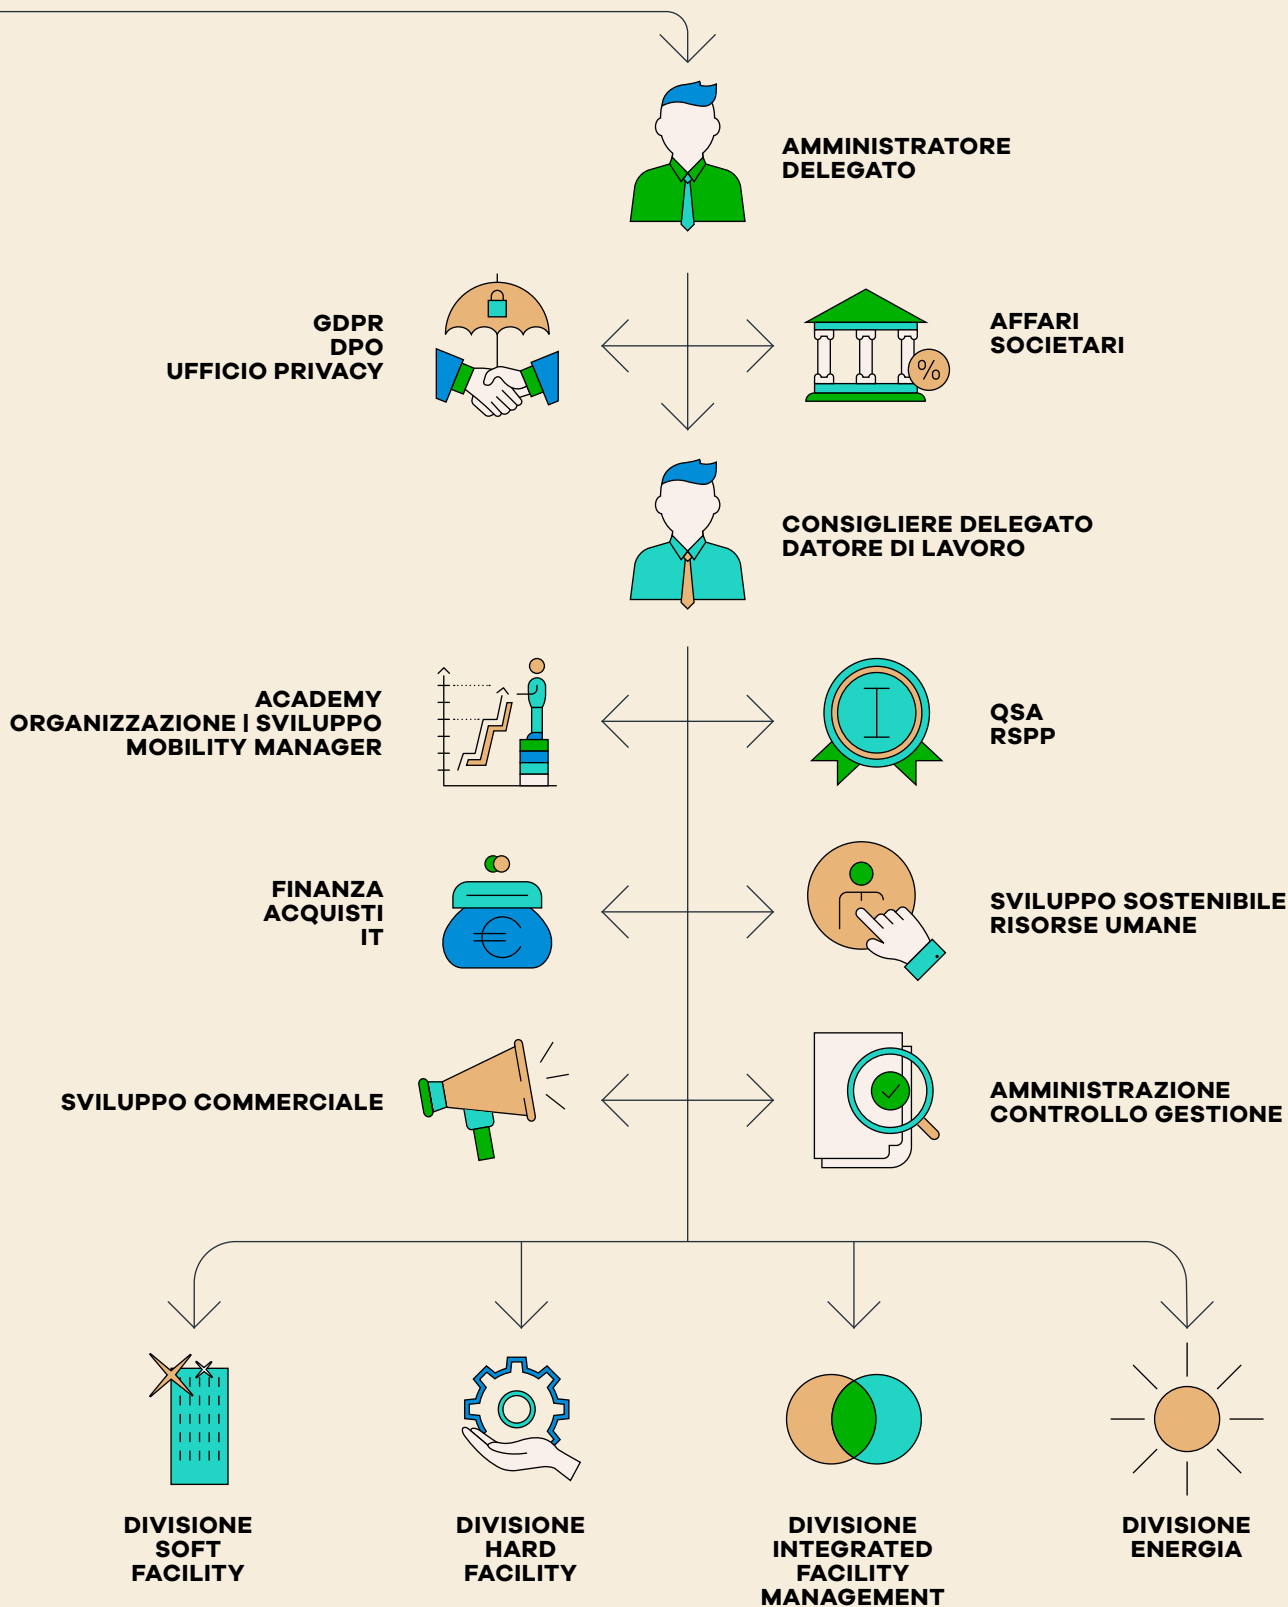 AMMINISTRATORE
DELEGATO
GDPR
DPO
UFFICIO PRIVACY
%
AFFARI
SOCIETARI
CONSIGLIERE DELEGATO
DATORE DI LAVORO
ACADEMY
ORGANIZZAZIONE | SVILUPPO
MOBILITY MANAGER
I
QSA
RSPP
FINANZA
ACQUISTI
IT
€
SVILUPPO SOSTENIBILE
RISORSE UMANE
SVILUPPO COMMERCIALE
AMMINISTRAZIONE
CONTROLLO GESTIONE
DIVISIONE
SOFT
FACILITY
DIVISIONE
HARD
FACILITY
DIVISIONE
INTEGRATED
FACILITY
MANAGEMENT
DIVISIONE
ENERGIA